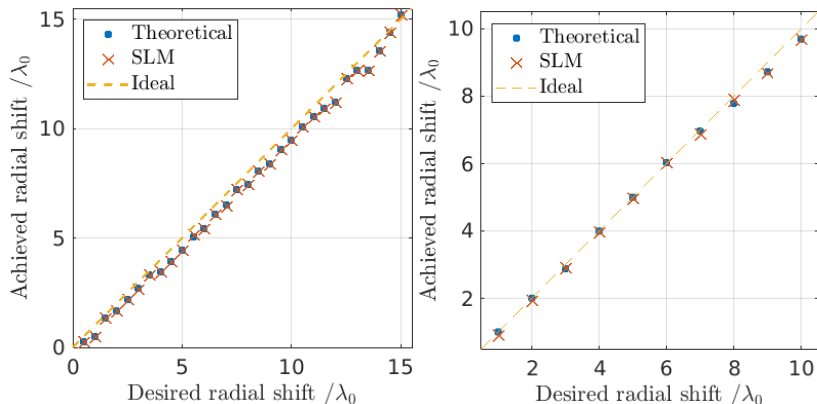 Achieved radial shift /λ₀
15
10
5
0
Theoretical
SLM
Ideal
0 5 10 15
Desired radial shift /λ₀
Achieved radial shift /λ₀
10
8
6
4
2
Theoretical
SLM
Ideal
2 4 6 8 10
Desired radial shift /λ₀